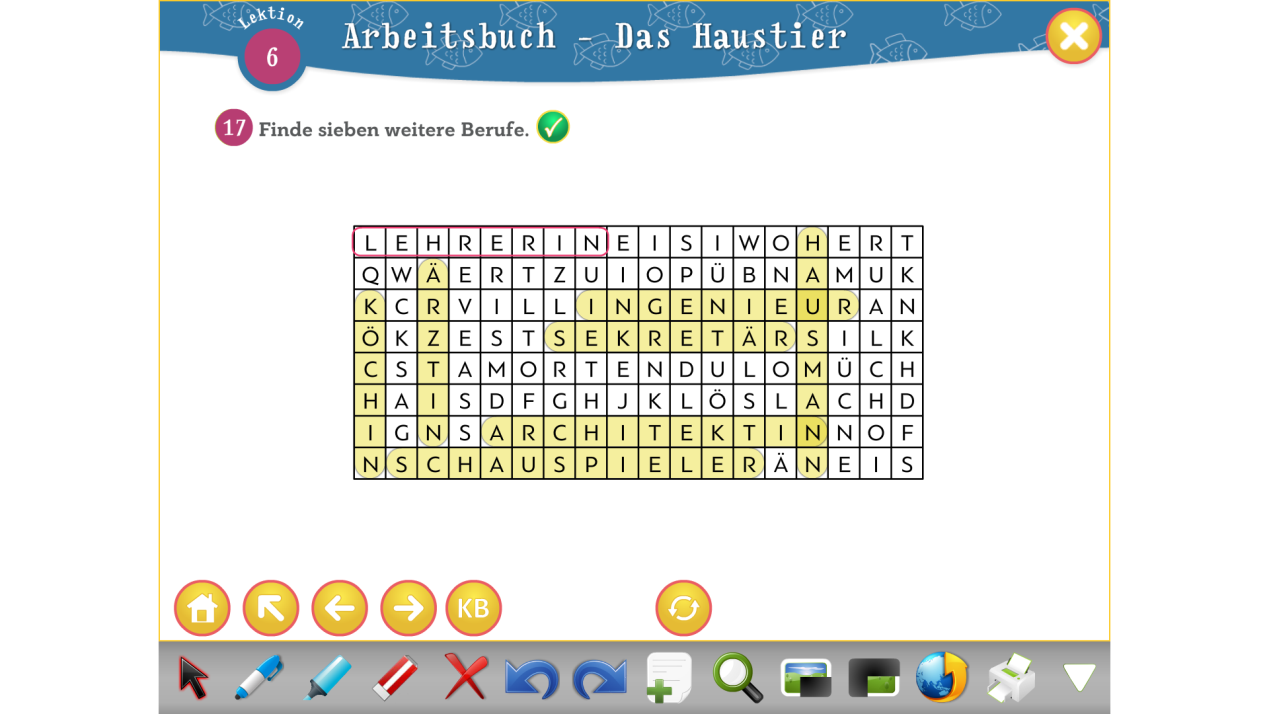 Lektion
6
Arbeitsbuch - Das Haustier
17 Finde sieben weitere Berufe.
L E H R E R I N E I S I W O H E R T
Q W Ä E R T Z U I O P Ü B N A M U K
K C R V I L L I N G E N I E U R A N
Ö K Z E S T S E K R E T Ä R S I L K
C S T A M O R T E N D U L O M Ü C H
H A I S D F G H J K L Ö S L A C H D
I G N S A R C H I T E K T I N N O F
N S C H A U S P I E L E R Ä N E I S
KB